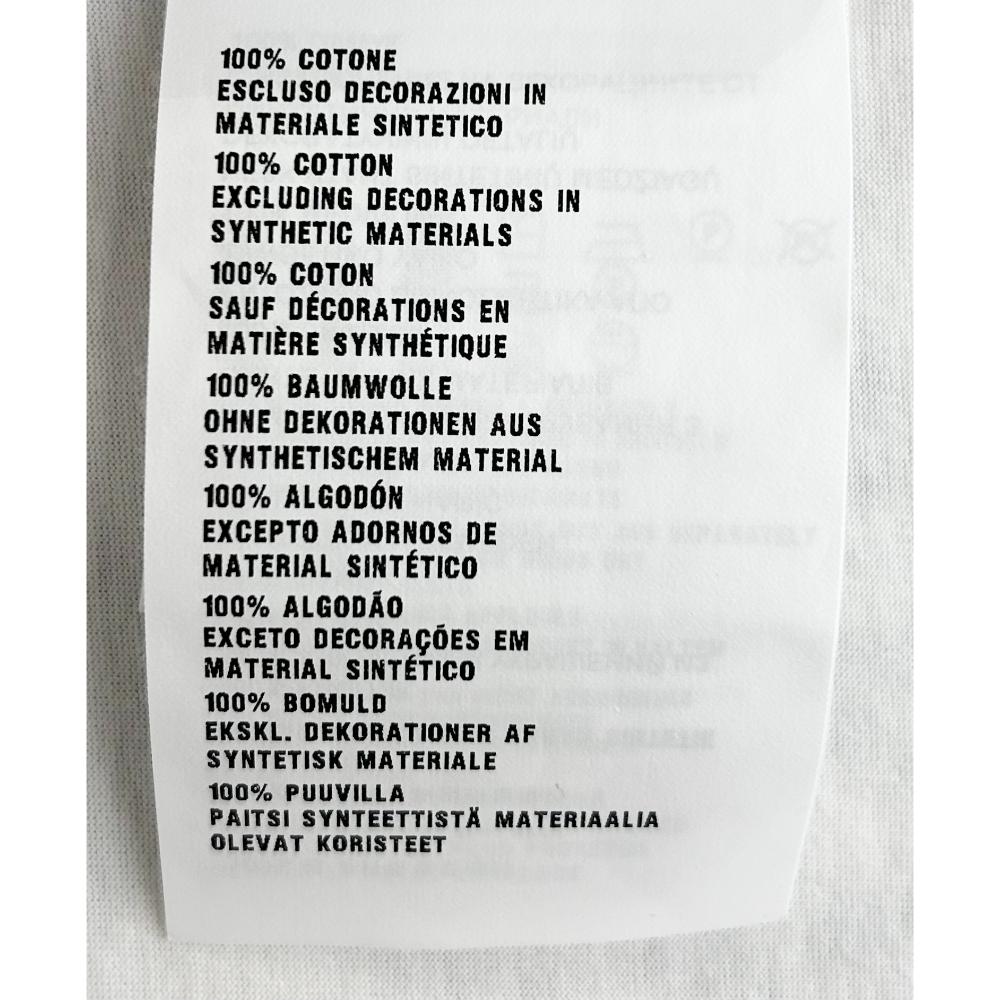 100% COTONE
ESCLUSO DECORAZIONI IN
MATERIALE SINTETICO
100% COTTON
EXCLUDING DECORATIONS IN
SYNTHETIC MATERIALS
100% COTON
SAUF DÉCORATIONS EN
MATIÈRE SYNTHÉTIQUE
100% BAUMWOLLE
OHNE DEKORATIONEN AUS
SYNTHETISCHEM MATERIAL
100% ALGODÓN
EXCEPTO ADORNOS DE
MATERIAL SINTÉTICO
100% ALGODÃO
EXCETO DECORAÇÓES EM
MATERIAL SINTÉTICO
100% BOMULD
EKSKL. DEKORATIONER AF
SYNTETISK MATERIALE
100% PUUVILLA
PAITSI SYNTEETTISTÄ MATERIAALIA
OLEVAT KORISTEET